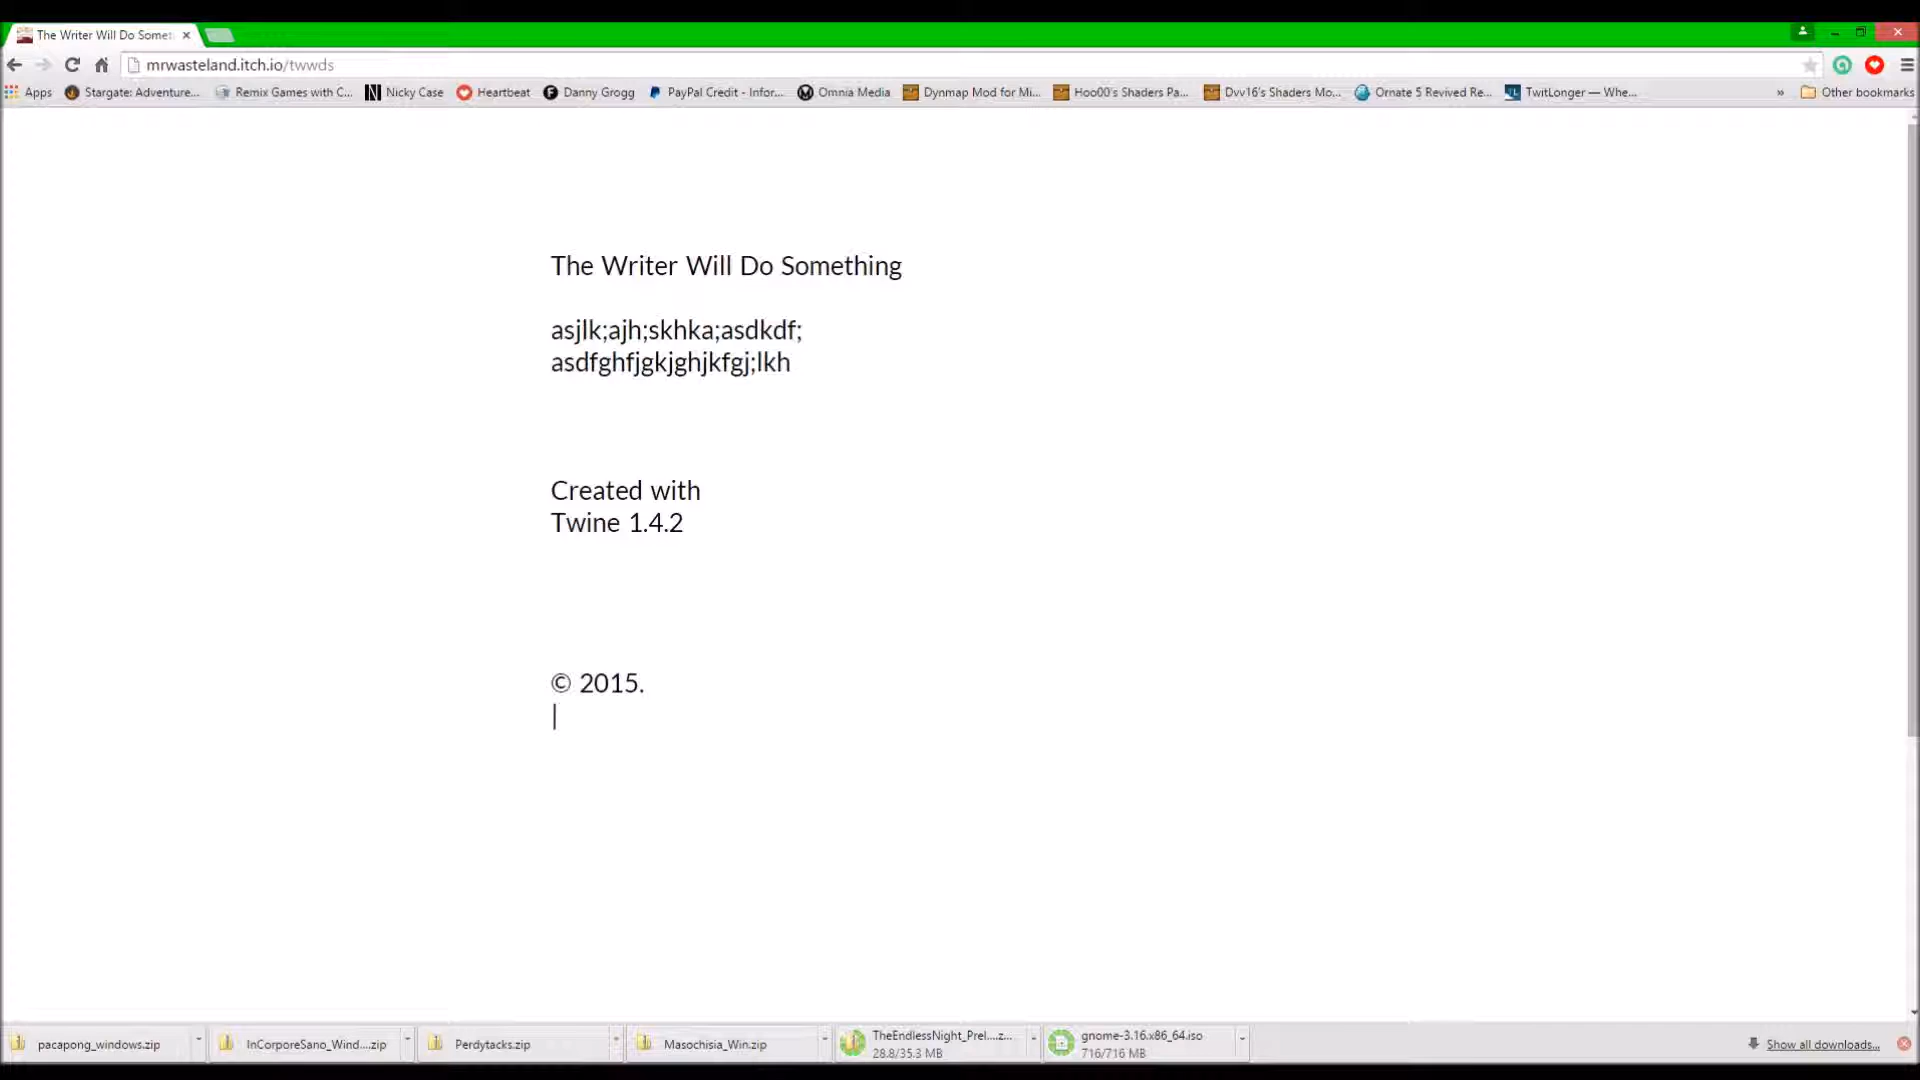 The Writer Will Do Somet
mrwasteland.itch.io/twwds
Apps Stargate: Adventure... Remix Games with C... Nicky Case Heartbeat Danny Grogg PayPal Credit - Infor... Omnia Media Dynmap Mod for Mi... Hoo00's Shaders Pa... Dvv16's Shaders Mo... Ornate 5 Revived Re... TwitLonger — Whe... » Other bookmarks
The Writer Will Do Something
asjlk;ajh;skhka;asdkdf;
asdfghfjgkjghjkfgj;lkh
Created with
Twine 1.4.2
© 2015.
pacapong_windows.zip InCorporeSano_Wind....zip Perdytacks.zip Masochisia_Win.zip TheEndlessNight_Prel....z... gnome-3.16.x86_64.iso Show all downloads...
28.8/35.3 MB 716/716 MB